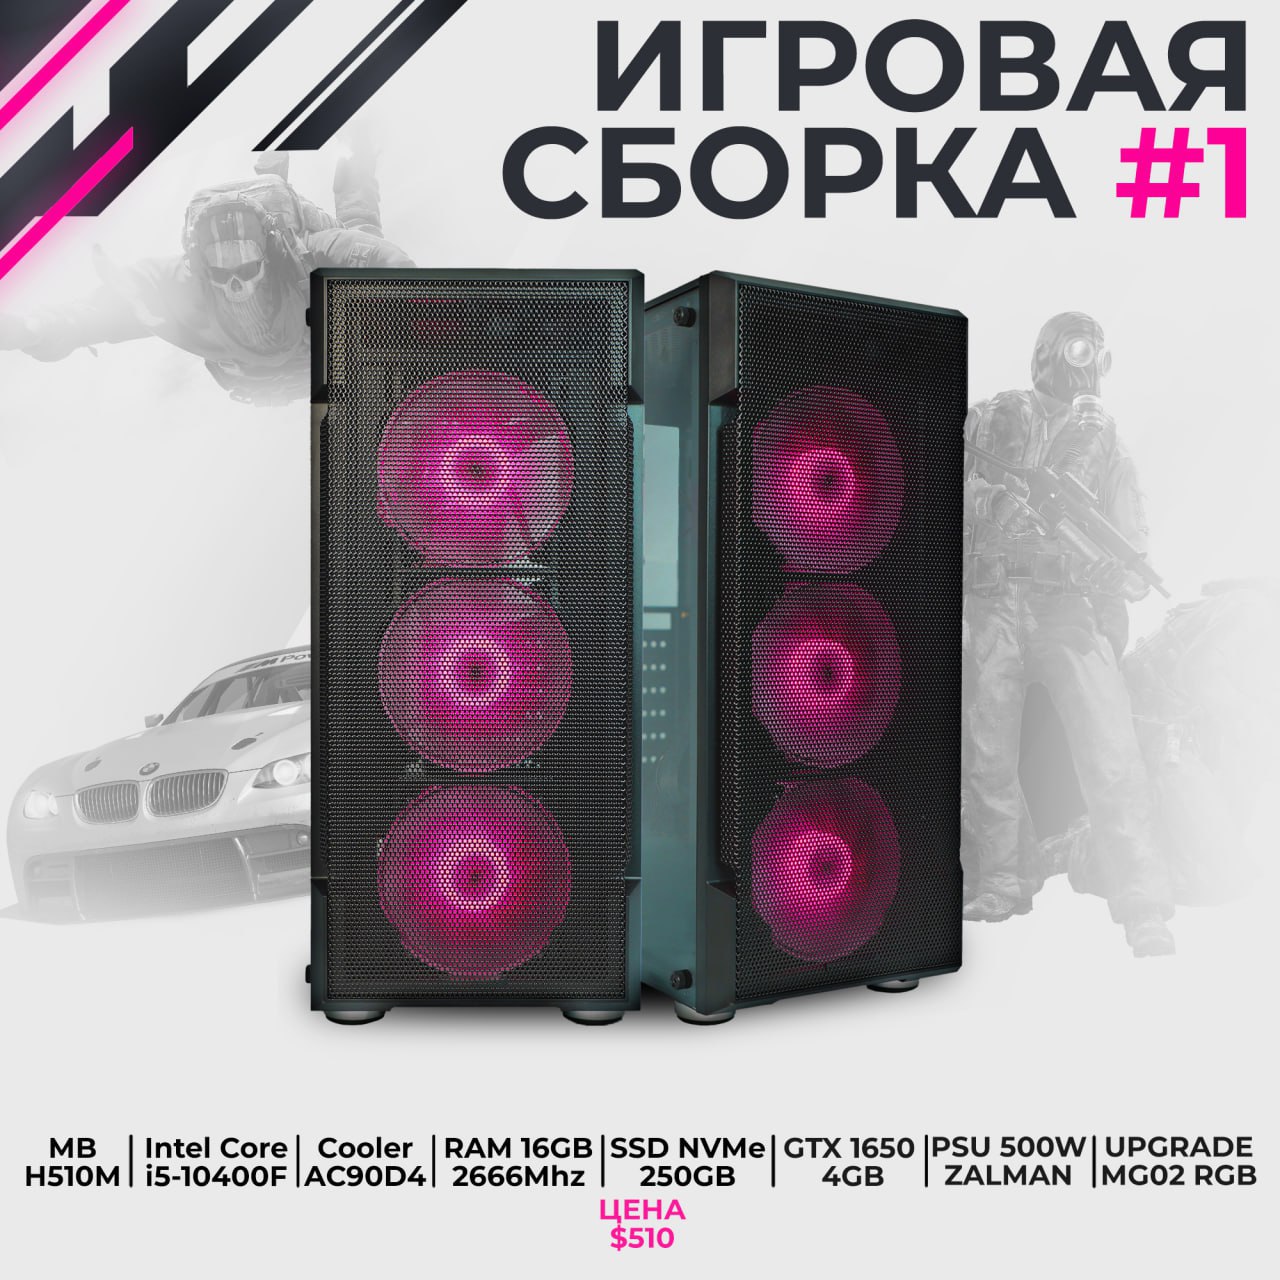 ИГРОВАЯ
СБОРКА #1
MB
H510M
Intel Core
i5-10400F
Cooler
AC90D4
RAM 16GB
2666Mhz
SSD NVMe
250GB
GTX 1650
4GB
PSU 500W
ZALMAN
UPGRADE
MG02 RGB
ЦЕНА
$510